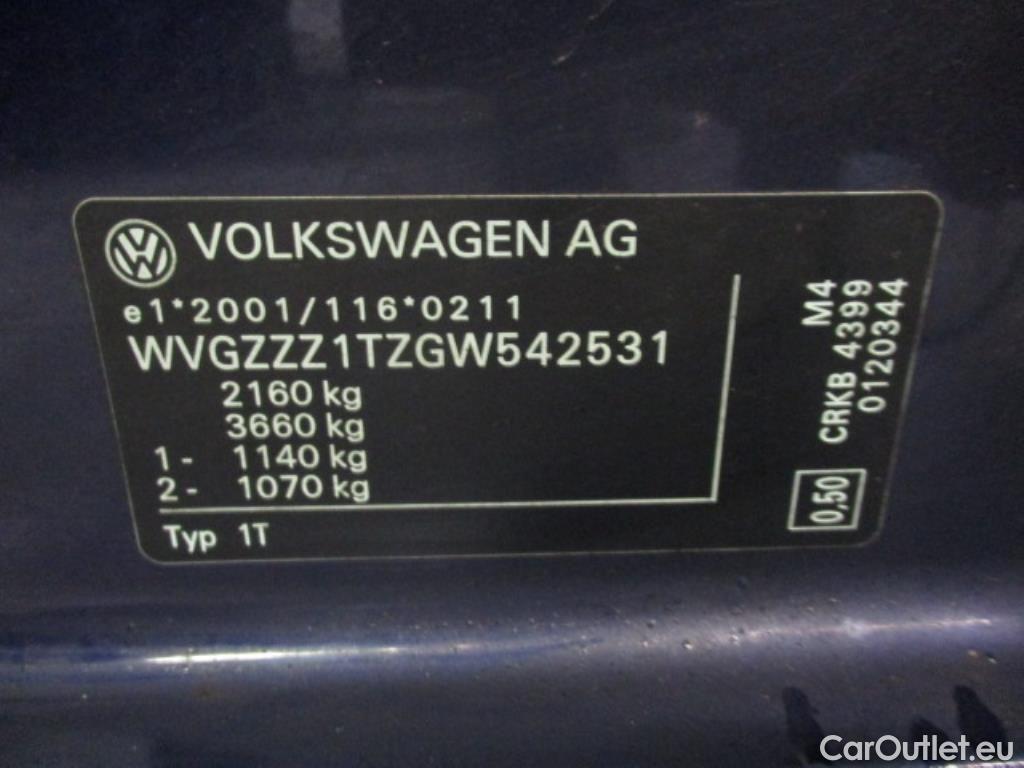 VOLKSWAGEN AG
e1*2001/116*0211
WVGZZZ1TZGW542531
2160 kg
3660 kg
1- 1140 kg
2- 1070 kg
Typ 1T
M4
CRKB 4399
0120344
0,50
CarOutlet.eu